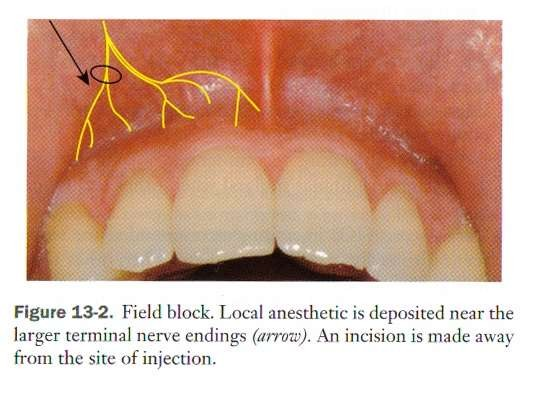 Figure 13-2. Field block. Local anesthetic is deposited near the
larger terminal nerve endings (arrow). An incision is made away
from the site of injection.